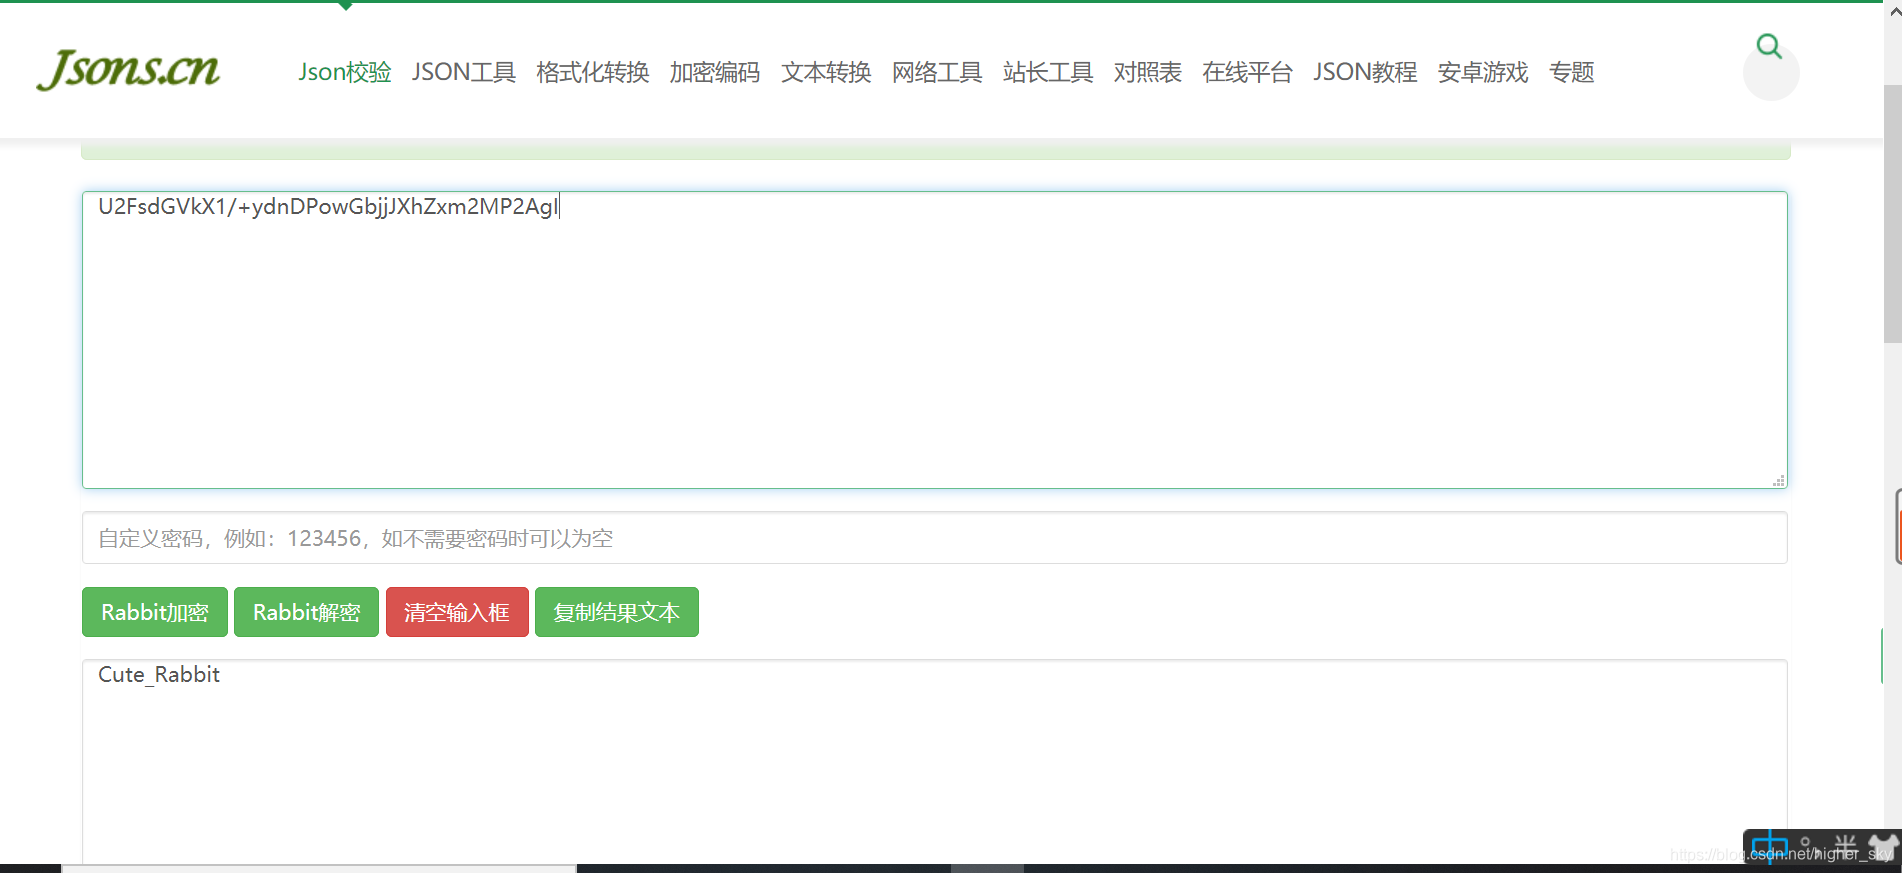 Jsons.cn
Json校验 JSON工具 格式化转换 加密编码 文本转换 网络工具 站长工具 对照表 在线平台 JSON教程 安卓游戏 专题
U2FsdGVkX1/+ydnDPowGbjjJXhZxm2MP2AgI
自定义密码，例如：123456，如不需要密码时可以为空
Rabbit加密 Rabbit解密 清空输入框 复制结果文本
Cute_Rabbit
中 半
https://blog.csdn.net/higher_sky